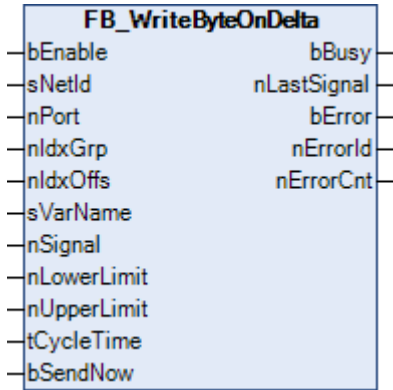 FB_WriteByteOnDelta
bEnable bBusy
sNetId nLastSignal
nPort bError
nIdxGrp nErrorId
nIdxOffs nErrorCnt
sVarName
nSignal
nLowerLimit
nUpperLimit
tCycleTime
bSendNow